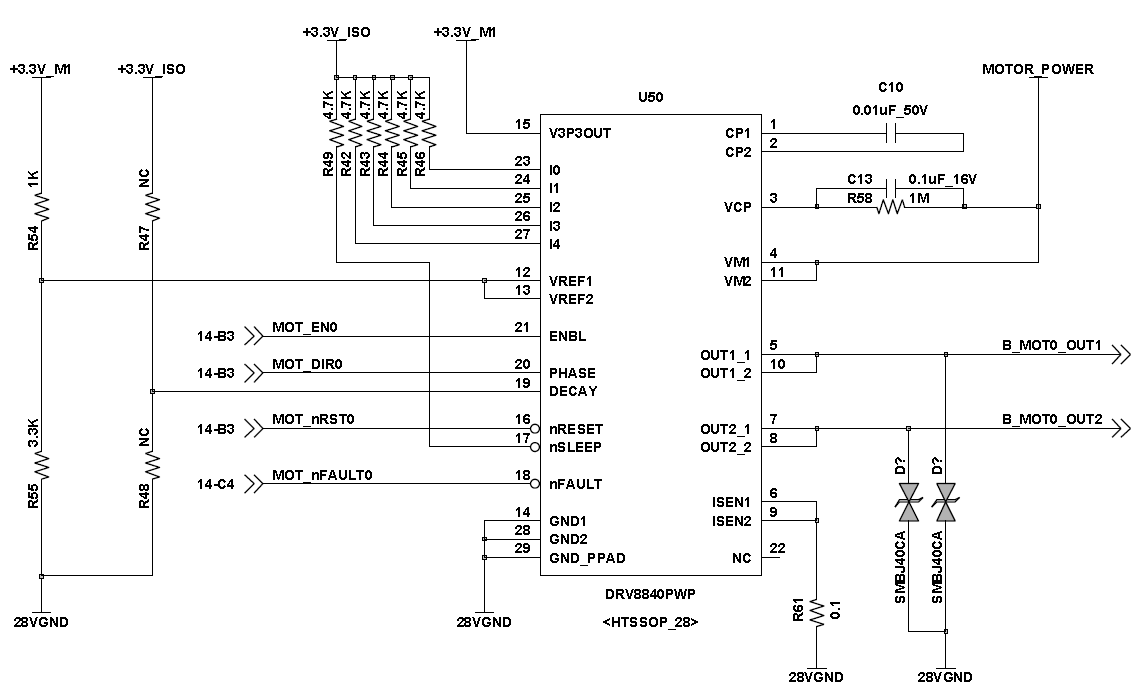 +3.3V_ISO
+3.3V_M1
+3.3V_M1
+3.3V_ISO
MOTOR_POWER
4.7K
4.7K
4.7K
4.7K
4.7K
4.7K
R49
R42
R43
R44
R45
R46
U50
C10
0.01uF_50V
15
V3P3OUT
CP1
1
CP2
2
23
I0
24
I1
25
I2
26
I3
27
I4
C13
0.1uF_16V
R58
1M
VCP
3
1K
R54
NC
R47
VM1
4
VM2
11
12
VREF1
13
VREF2
14-B3
MOT_EN0
21
ENBL
14-B3
MOT_DIR0
20
PHASE
19
DECAY
14-B3
MOT_nRST0
16
nRESET
17
nSLEEP
14-C4
MOT_nFAULT0
18
nFAULT
OUT1_1
5
B_MOT0_OUT1
OUT1_2
10
OUT2_1
7
B_MOT0_OUT2
OUT2_2
8
3.3K
R55
NC
R48
D?
D?
SMBJ40CA
SMBJ40CA
ISEN1
6
ISEN2
9
14
GND1
28
GND2
29
GND_PPAD
NC
22
R61
0.1
DRV8840PWP
<HTSSOP_28>
28VGND
28VGND
28VGND
28VGND